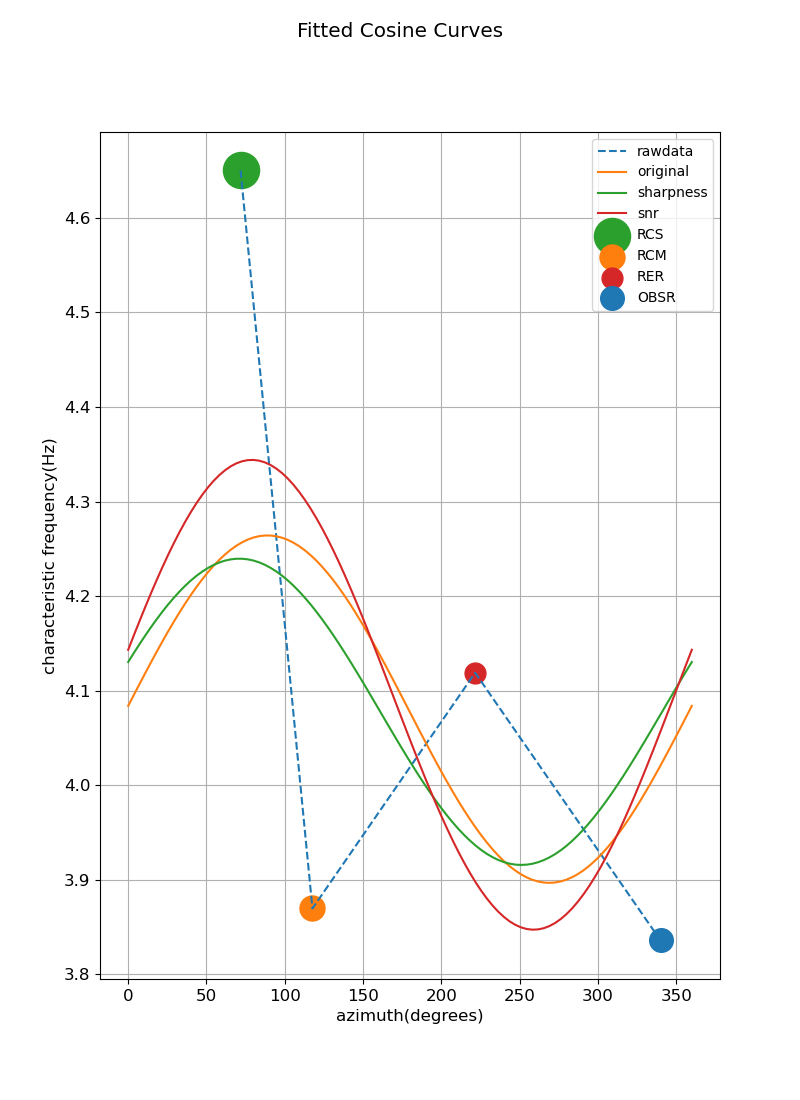 Fitted Cosine Curves
rawdata
original
sharpness
snr
RCS
RCM
RER
OBSR
characteristic frequency(Hz)
4.6
4.5
4.4
4.3
4.2
4.1
4.0
3.9
3.8
0 50 100 150 200 250 300 350
azimuth(degrees)